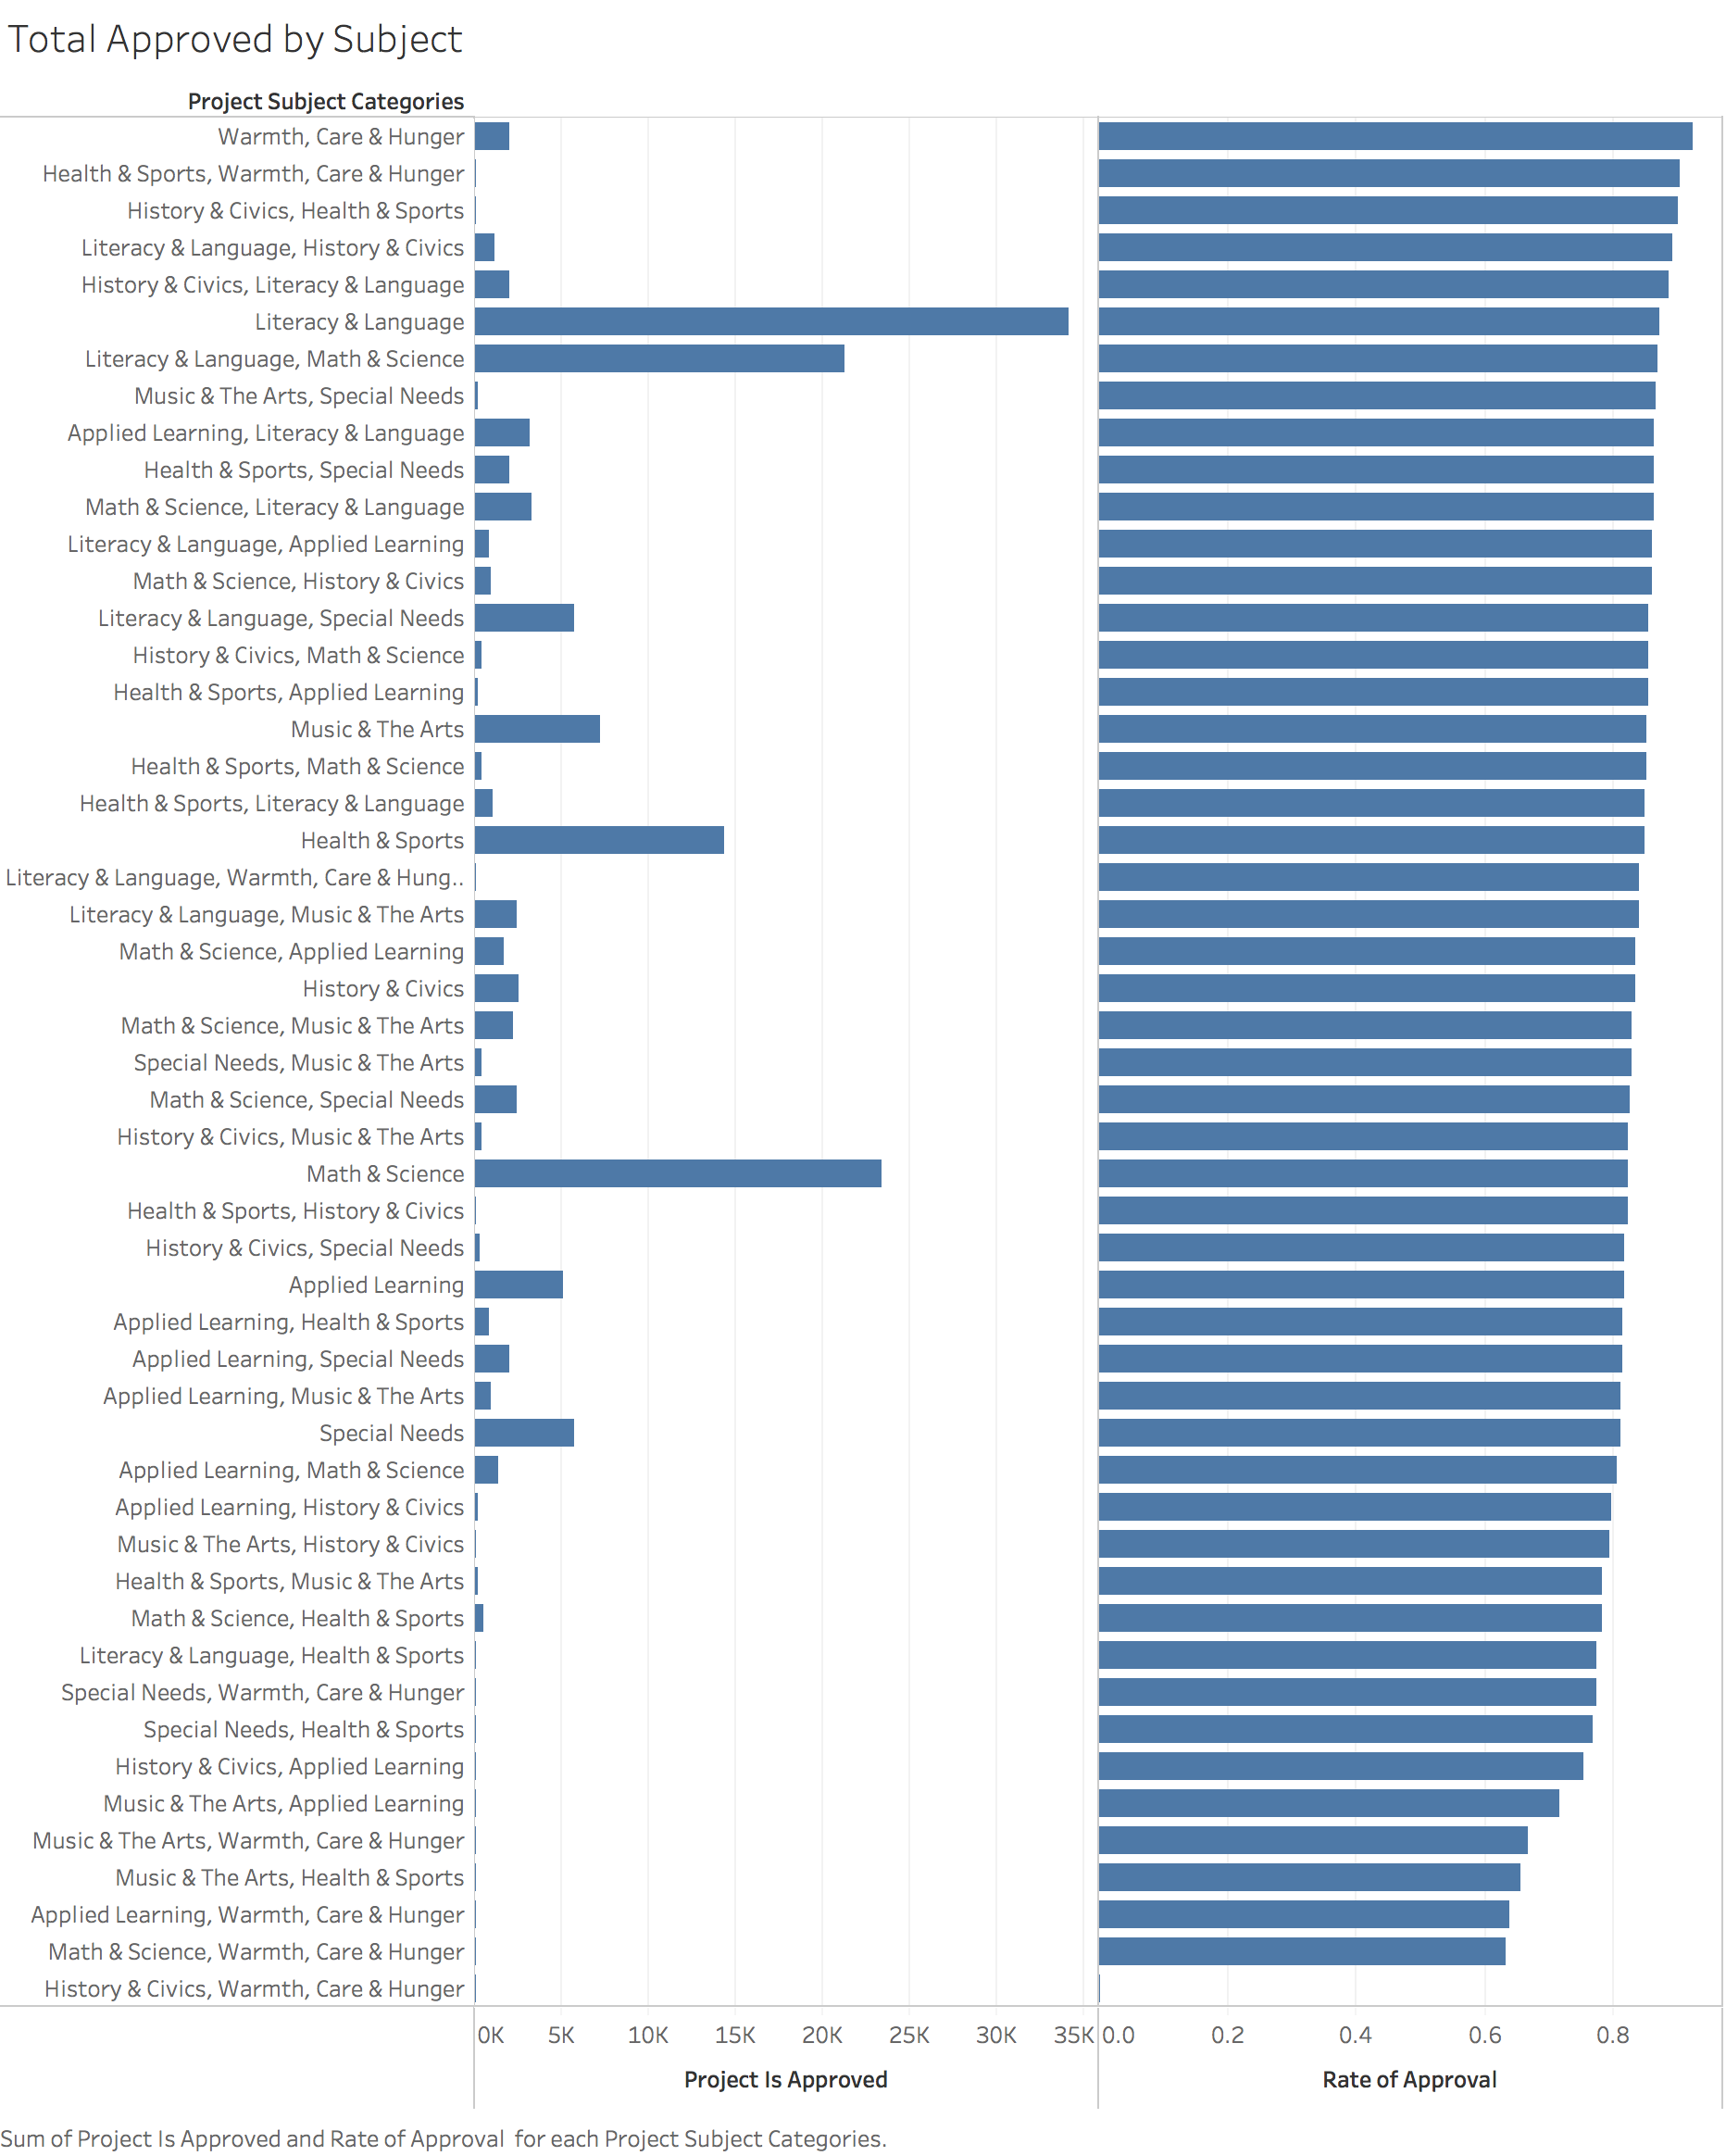 Total Approved by Subject
Project Subject Categories
Warmth, Care & Hunger
Health & Sports, Warmth, Care & Hunger
History & Civics, Health & Sports
Literacy & Language, History & Civics
History & Civics, Literacy & Language
Literacy & Language
Literacy & Language, Math & Science
Music & The Arts, Special Needs
Applied Learning, Literacy & Language
Health & Sports, Special Needs
Math & Science, Literacy & Language
Literacy & Language, Applied Learning
Math & Science, History & Civics
Literacy & Language, Special Needs
History & Civics, Math & Science
Health & Sports, Applied Learning
Music & The Arts
Health & Sports, Math & Science
Health & Sports, Literacy & Language
Health & Sports
Literacy & Language, Warmth, Care & Hung..
Literacy & Language, Music & The Arts
Math & Science, Applied Learning
History & Civics
Math & Science, Music & The Arts
Special Needs, Music & The Arts
Math & Science, Special Needs
History & Civics, Music & The Arts
Math & Science
Health & Sports, History & Civics
History & Civics, Special Needs
Applied Learning
Applied Learning, Health & Sports
Applied Learning, Special Needs
Applied Learning, Music & The Arts
Special Needs
Applied Learning, Math & Science
Applied Learning, History & Civics
Music & The Arts, History & Civics
Health & Sports, Music & The Arts
Math & Science, Health & Sports
Literacy & Language, Health & Sports
Special Needs, Warmth, Care & Hunger
Special Needs, Health & Sports
History & Civics, Applied Learning
Music & The Arts, Applied Learning
Music & The Arts, Warmth, Care & Hunger
Music & The Arts, Health & Sports
Applied Learning, Warmth, Care & Hunger
Math & Science, Warmth, Care & Hunger
History & Civics, Warmth, Care & Hunger
0K 5K 10K 15K 20K 25K 30K 35K 0.0 0.2 0.4 0.6 0.8
Project Is Approved Rate of Approval
Sum of Project Is Approved and Rate of Approval for each Project Subject Categories.